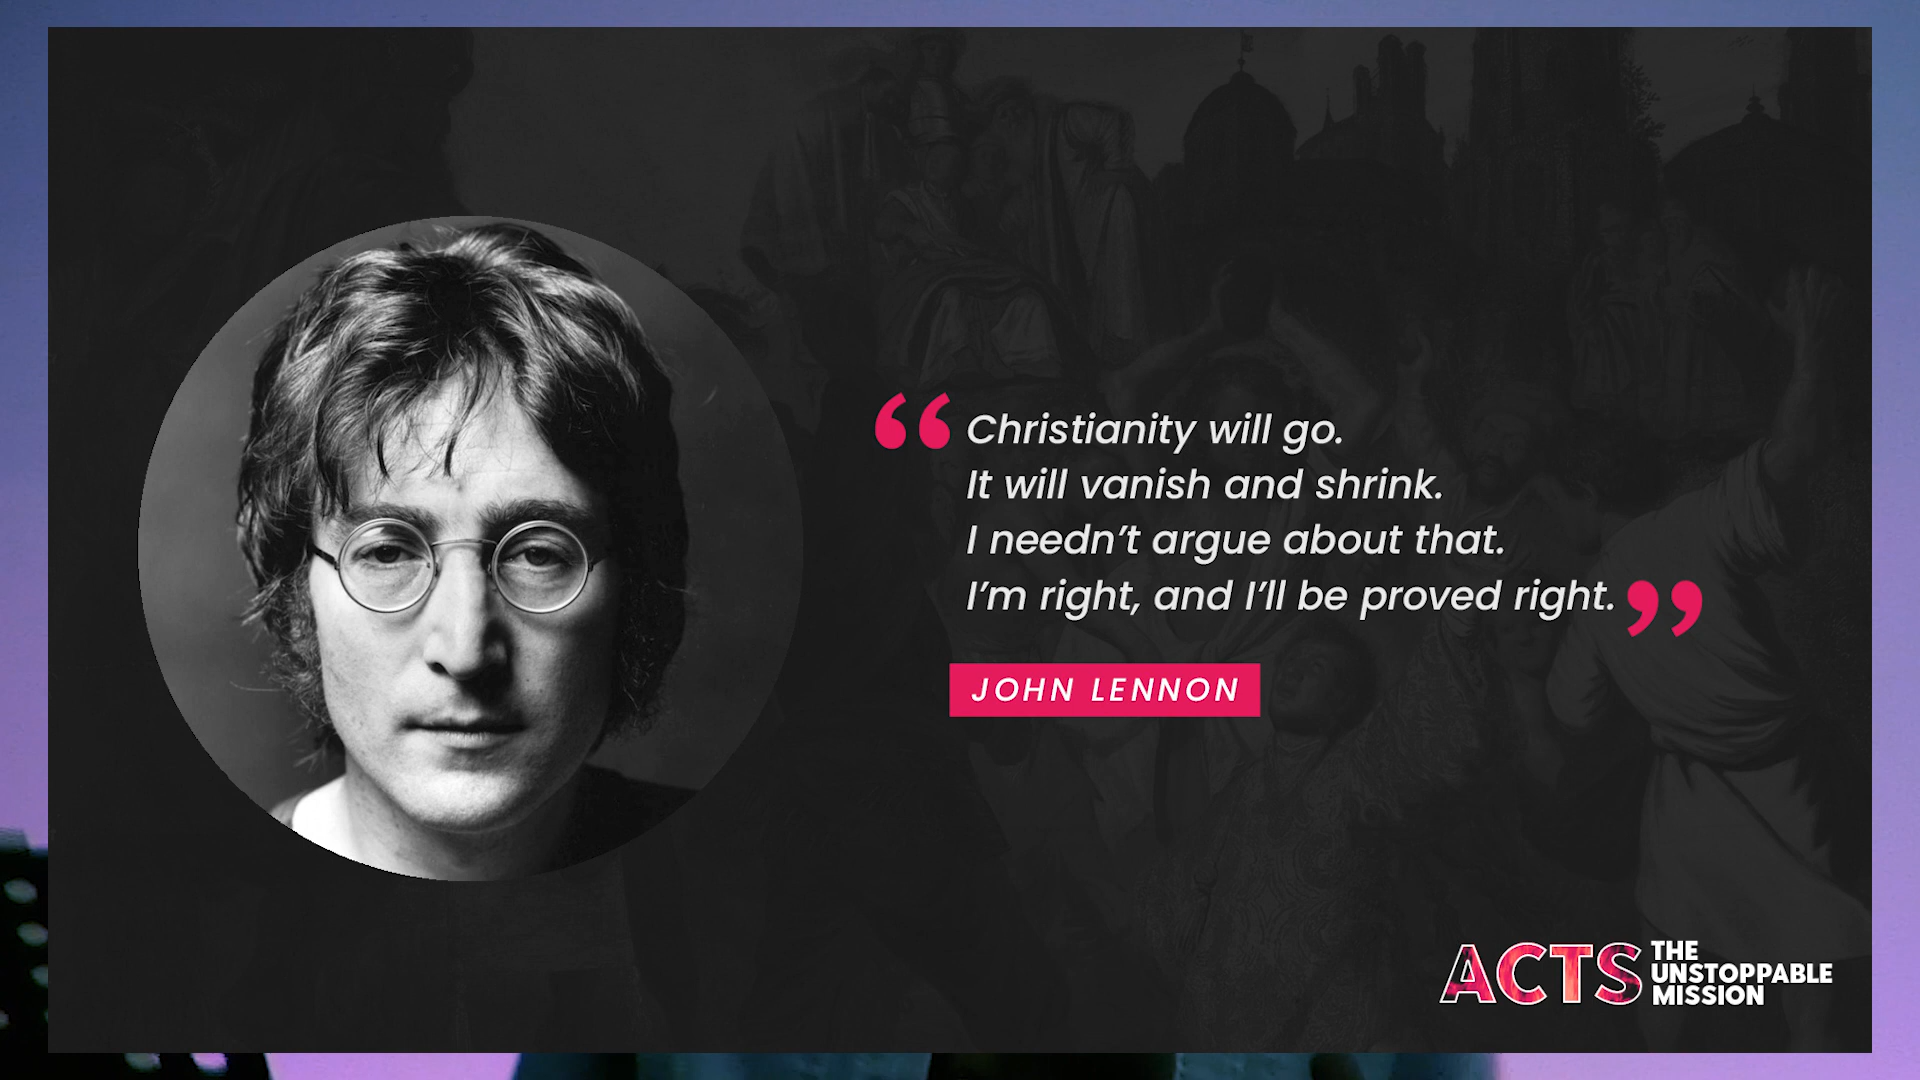 “Christianity will go.
It will vanish and shrink.
I needn’t argue about that.
I’m right, and I’ll be proved right.”
JOHN LENNON
ACTS THE
UNSTOPPABLE
MISSION